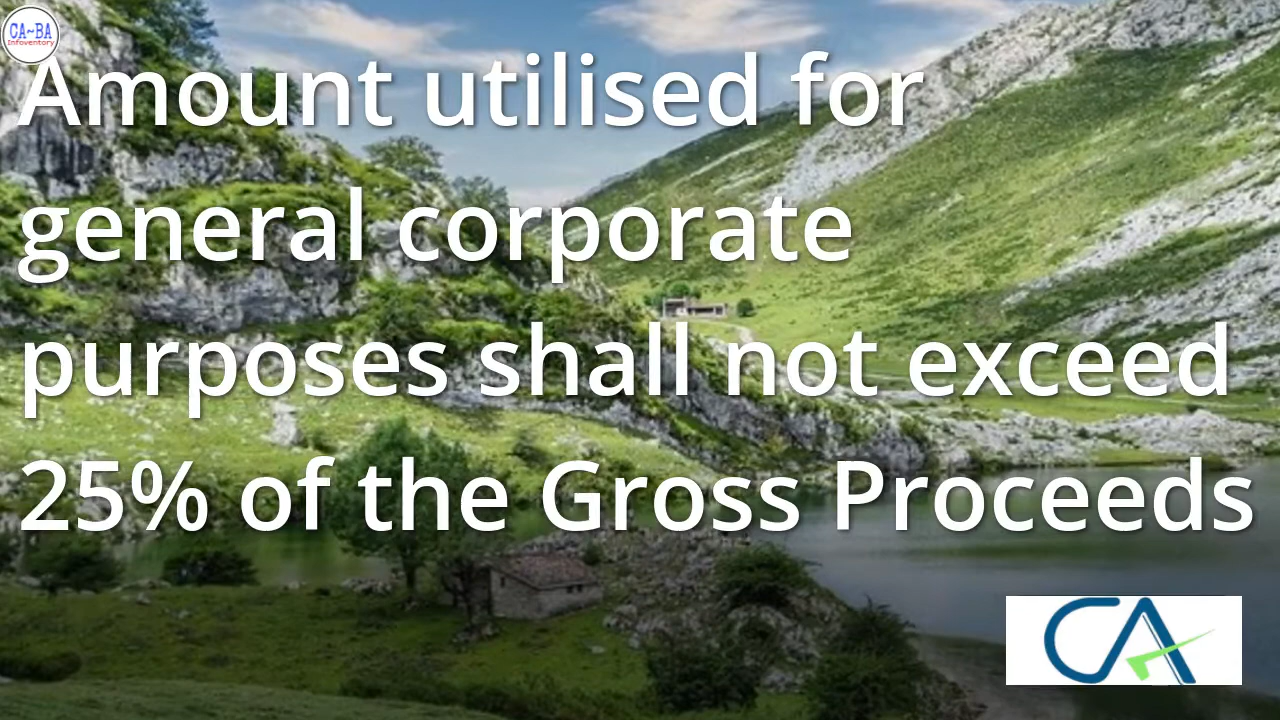 CA~BA
Infoventory
Amount utilised for
general corporate
purposes shall not exceed
25% of the Gross Proceeds
CA